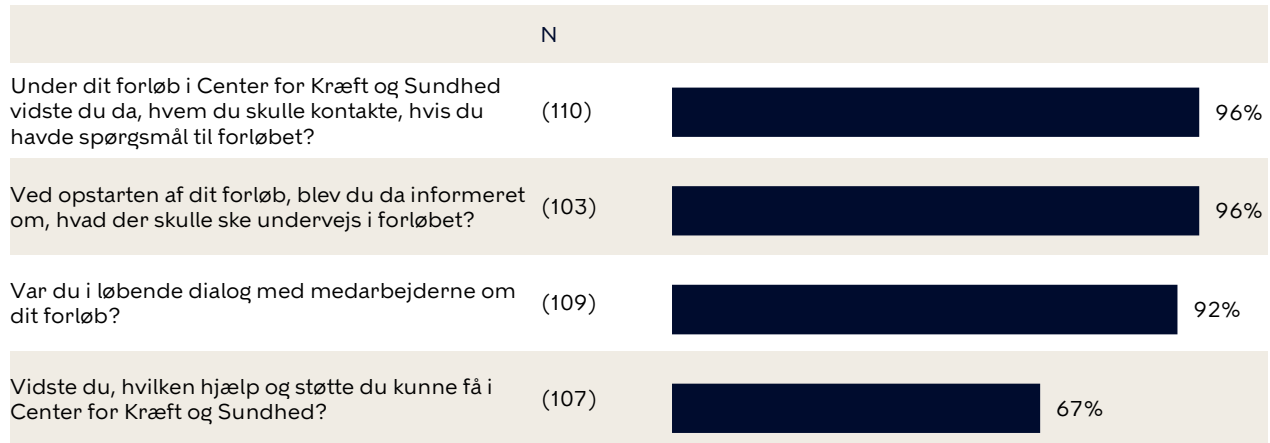 N
Under dit forløb i Center for Kræft og Sundhed
vidste du da, hvem du skulle kontakte, hvis du
havde spørgsmål til forløbet?
(110)
96%
Ved opstarten af dit forløb, blev du da informeret
om, hvad der skulle ske undervejs i forløbet?
(103)
96%
Var du i løbende dialog med medarbejderne om
dit forløb?
(109)
92%
Vidste du, hvilken hjælp og støtte du kunne få i
Center for Kræft og Sundhed?
(107)
67%